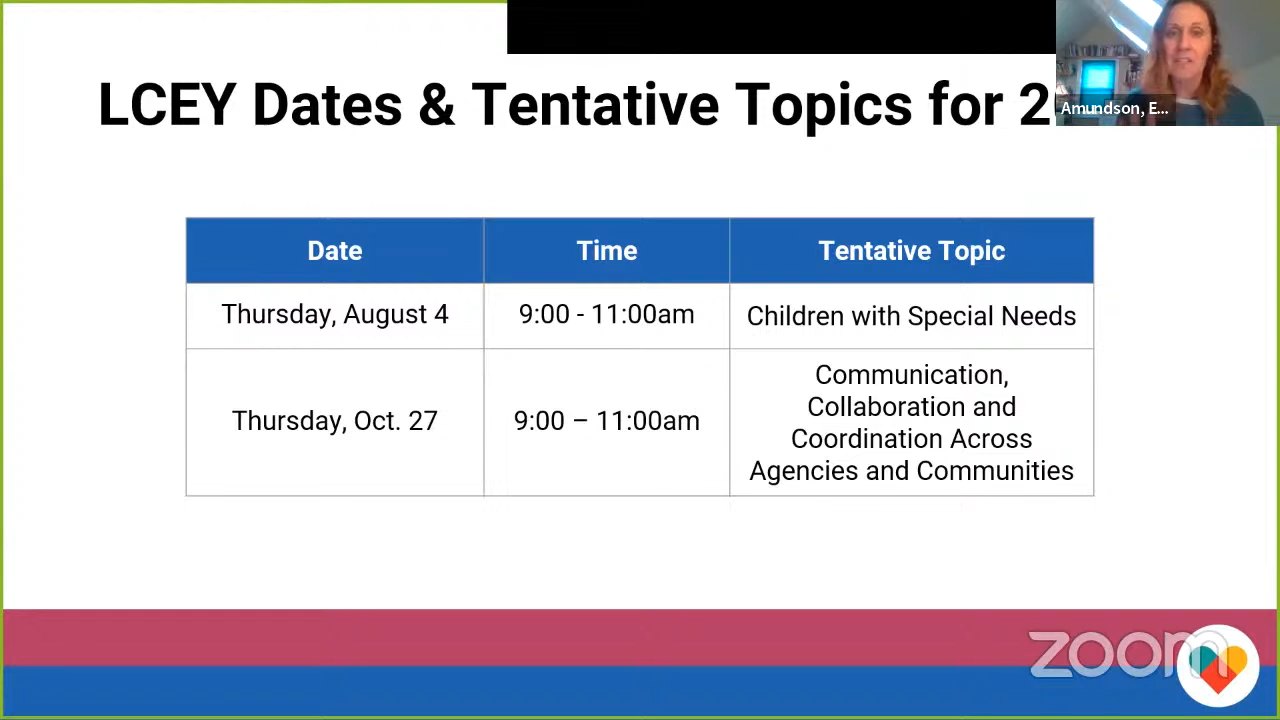 LCEY Dates & Tentative Topics for 2
Amundson, E...
Date Time Tentative Topic
Thursday, August 4 9:00 - 11:00am Children with Special Needs
Communication,
Collaboration and
Thursday, Oct. 27 9:00 – 11:00am
Coordination Across
Agencies and Communities
zoom